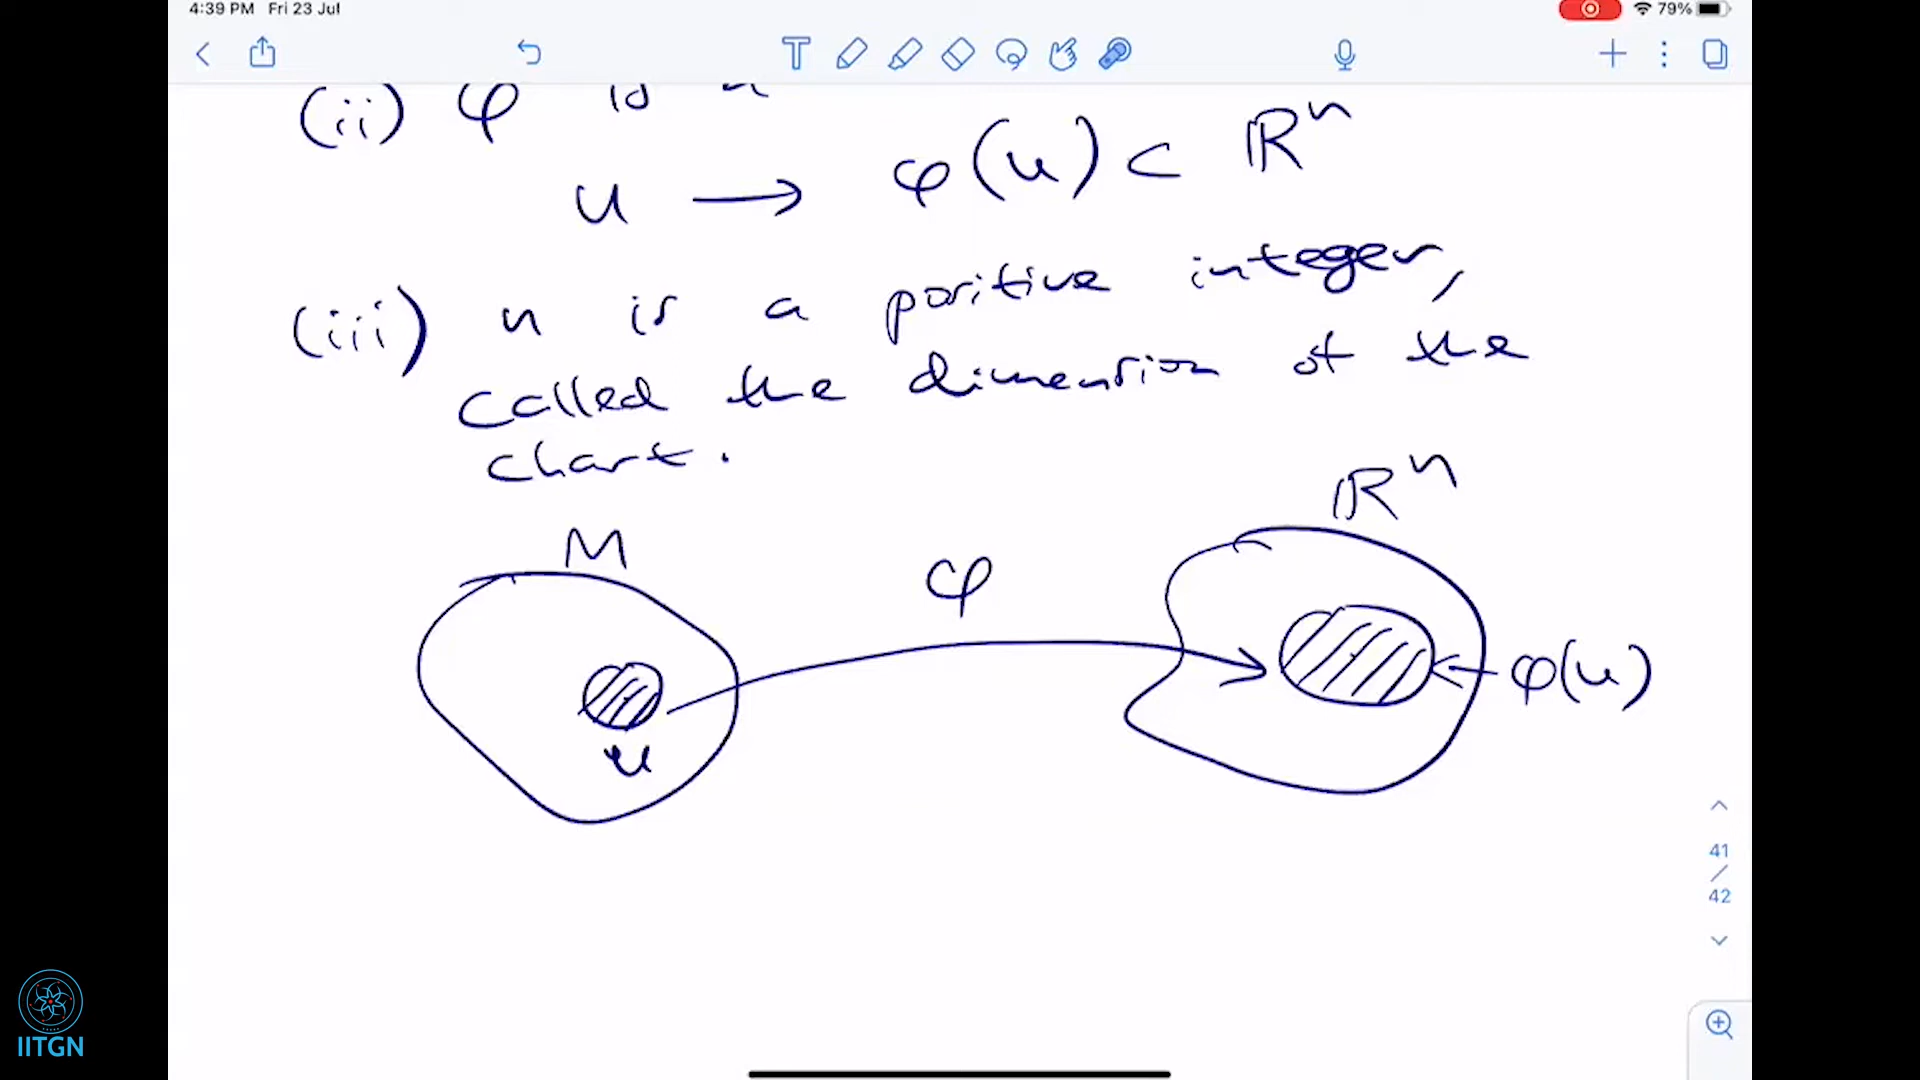 4:39 PM Fri 23 Jul
79%
(ii) φ is a
U → φ(U) ⊂ ℝⁿ
(iii) n is a positive integer,
called the dimension of the
chart.
M
ℝⁿ
φ
φ(U)
U
41
/
42
IITGN